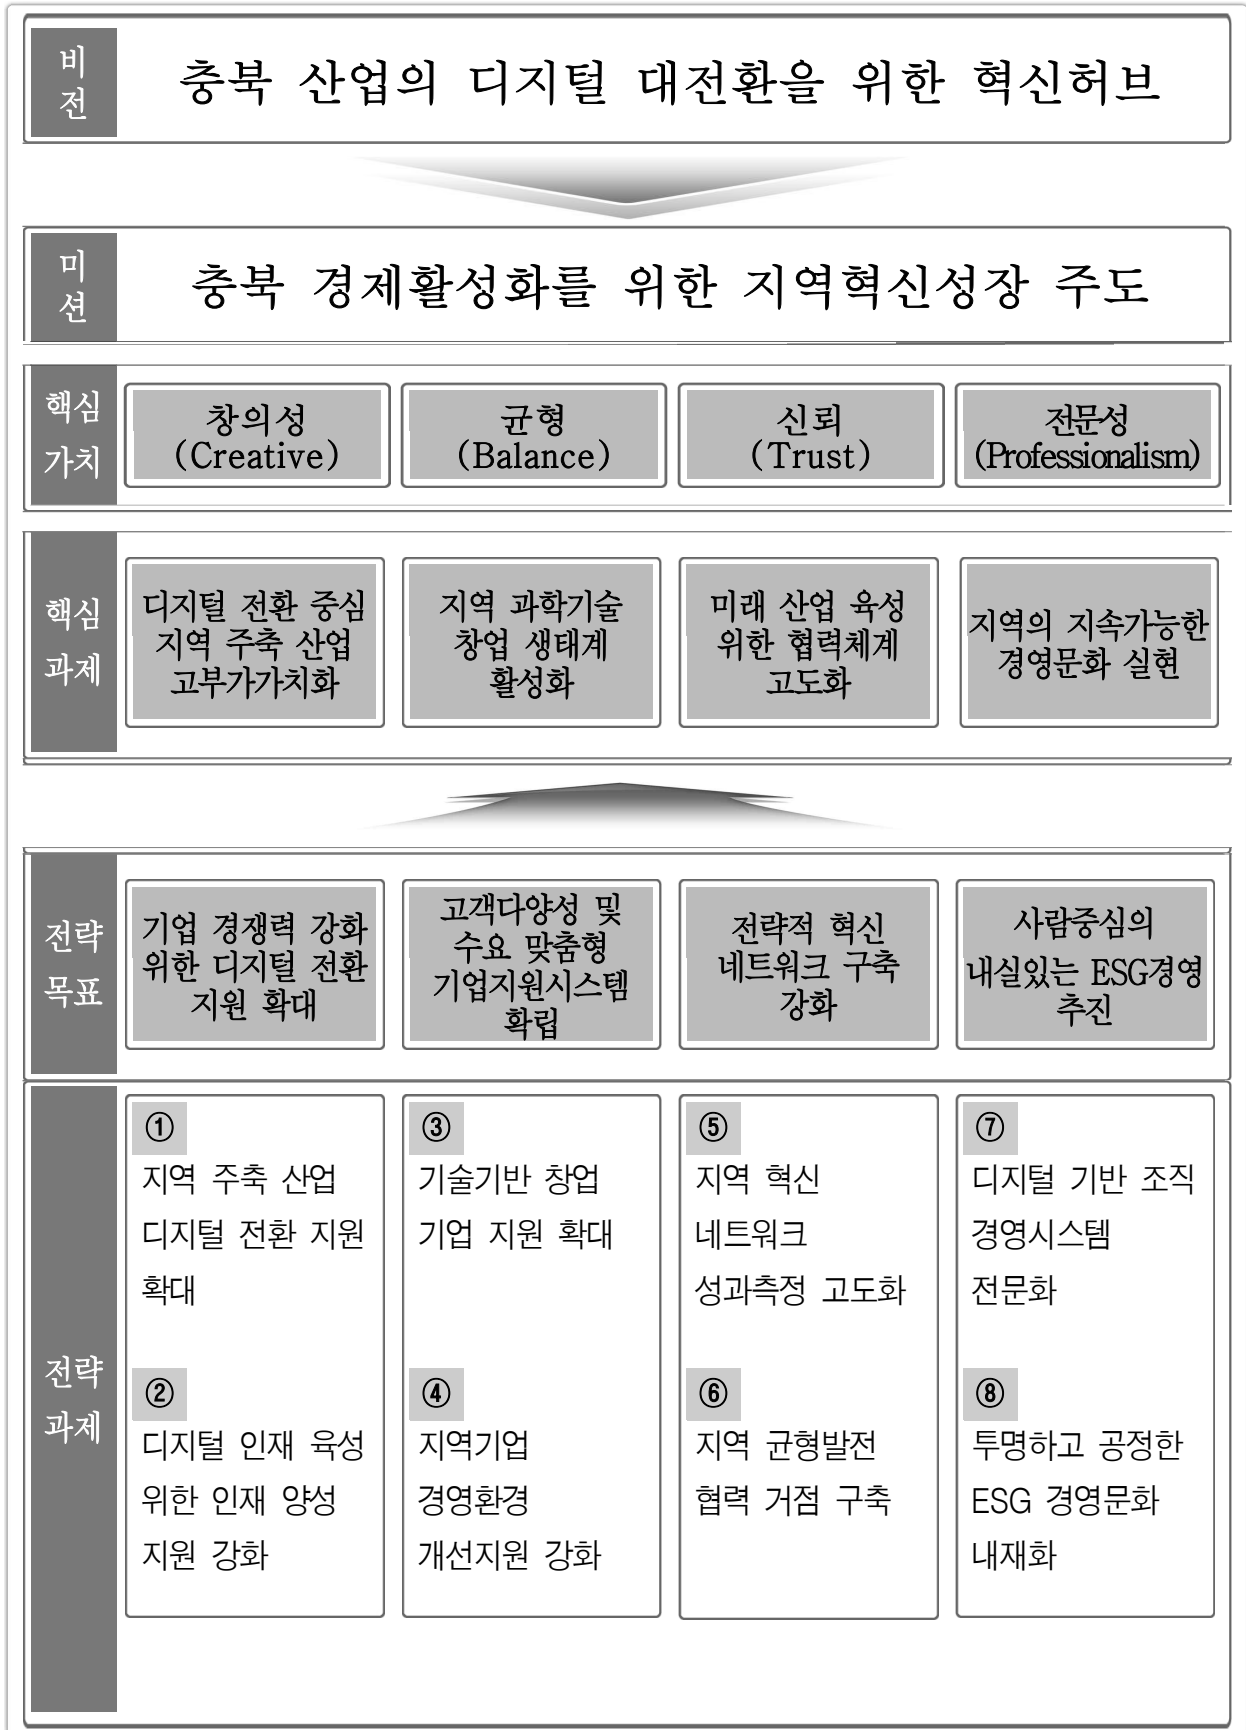 비
전
충북 산업의 디지털 대전환을 위한 혁신허브
미
션
충북 경제활성화를 위한 지역혁신성장 주도
핵심
가치
창의성
(Creative)
균형
(Balance)
신뢰
(Trust)
전문성
(Professionalism)
핵심
과제
디지털 전환 중심
지역 주축 산업
고부가가치화
지역 과학기술
창업 생태계
활성화
미래 산업 육성
위한 협력체계
고도화
지역의 지속가능한
경영문화 실현
전략
목표
기업 경쟁력 강화
위한 디지털 전환
지원 확대
고객다양성 및
수요 맞춤형
기업지원시스템
확립
전략적 혁신
네트워크 구축
강화
사람중심의
내실있는 ESG경영
추진
전략
과제
①
지역 주축 산업
디지털 전환 지원
확대
②
디지털 인재 육성
위한 인재 양성
지원 강화
③
기술기반 창업
기업 지원 확대
④
지역기업
경영환경
개선지원 강화
⑤
지역 혁신
네트워크
성과측정 고도화
⑥
지역 균형발전
협력 거점 구축
⑦
디지털 기반 조직
경영시스템
전문화
⑧
투명하고 공정한
ESG 경영문화
내재화